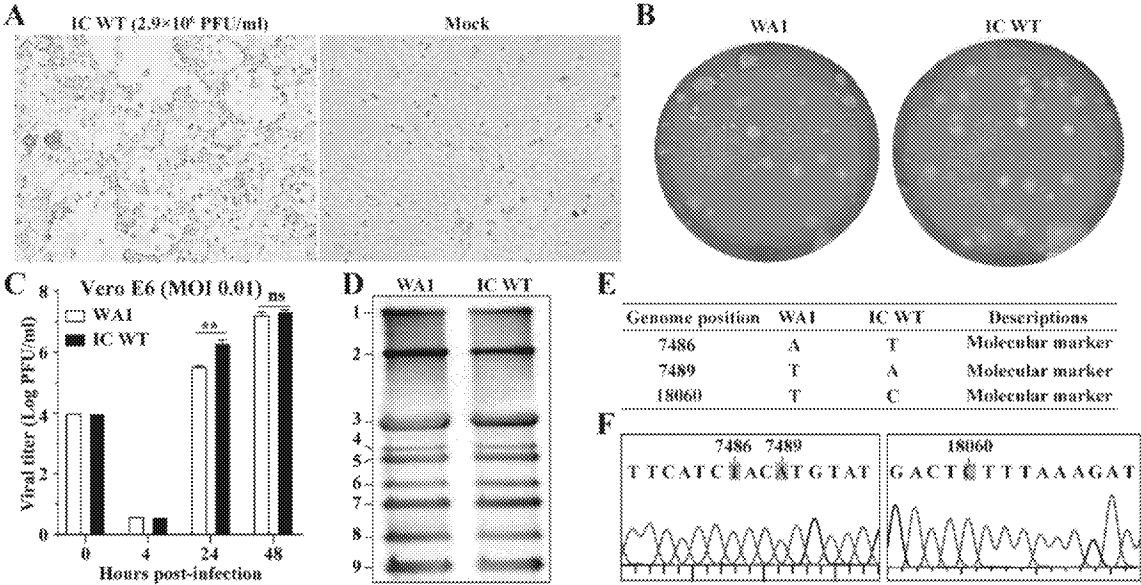 A
IC WT (2.9×10⁶ PFU/ml)
Mock
B
WA1
IC WT
C
Vero E6 (MOI 0.01)
WA1
IC WT
**
ns
Viral titer (Log PFU/ml)
8
6
4
2
0
0
4
24
48
Hours post-infection
D
WA1
IC WT
1
2
3
4
5
6
7
8
9
E
Genome position WA1 IC WT Descriptions
7486 A T Molecular marker
7489 T A Molecular marker
18060 T C Molecular marker
F
7486 7489
T T C A T C T A C A T G T A T
18060
G A C T C T T T A A A G A T